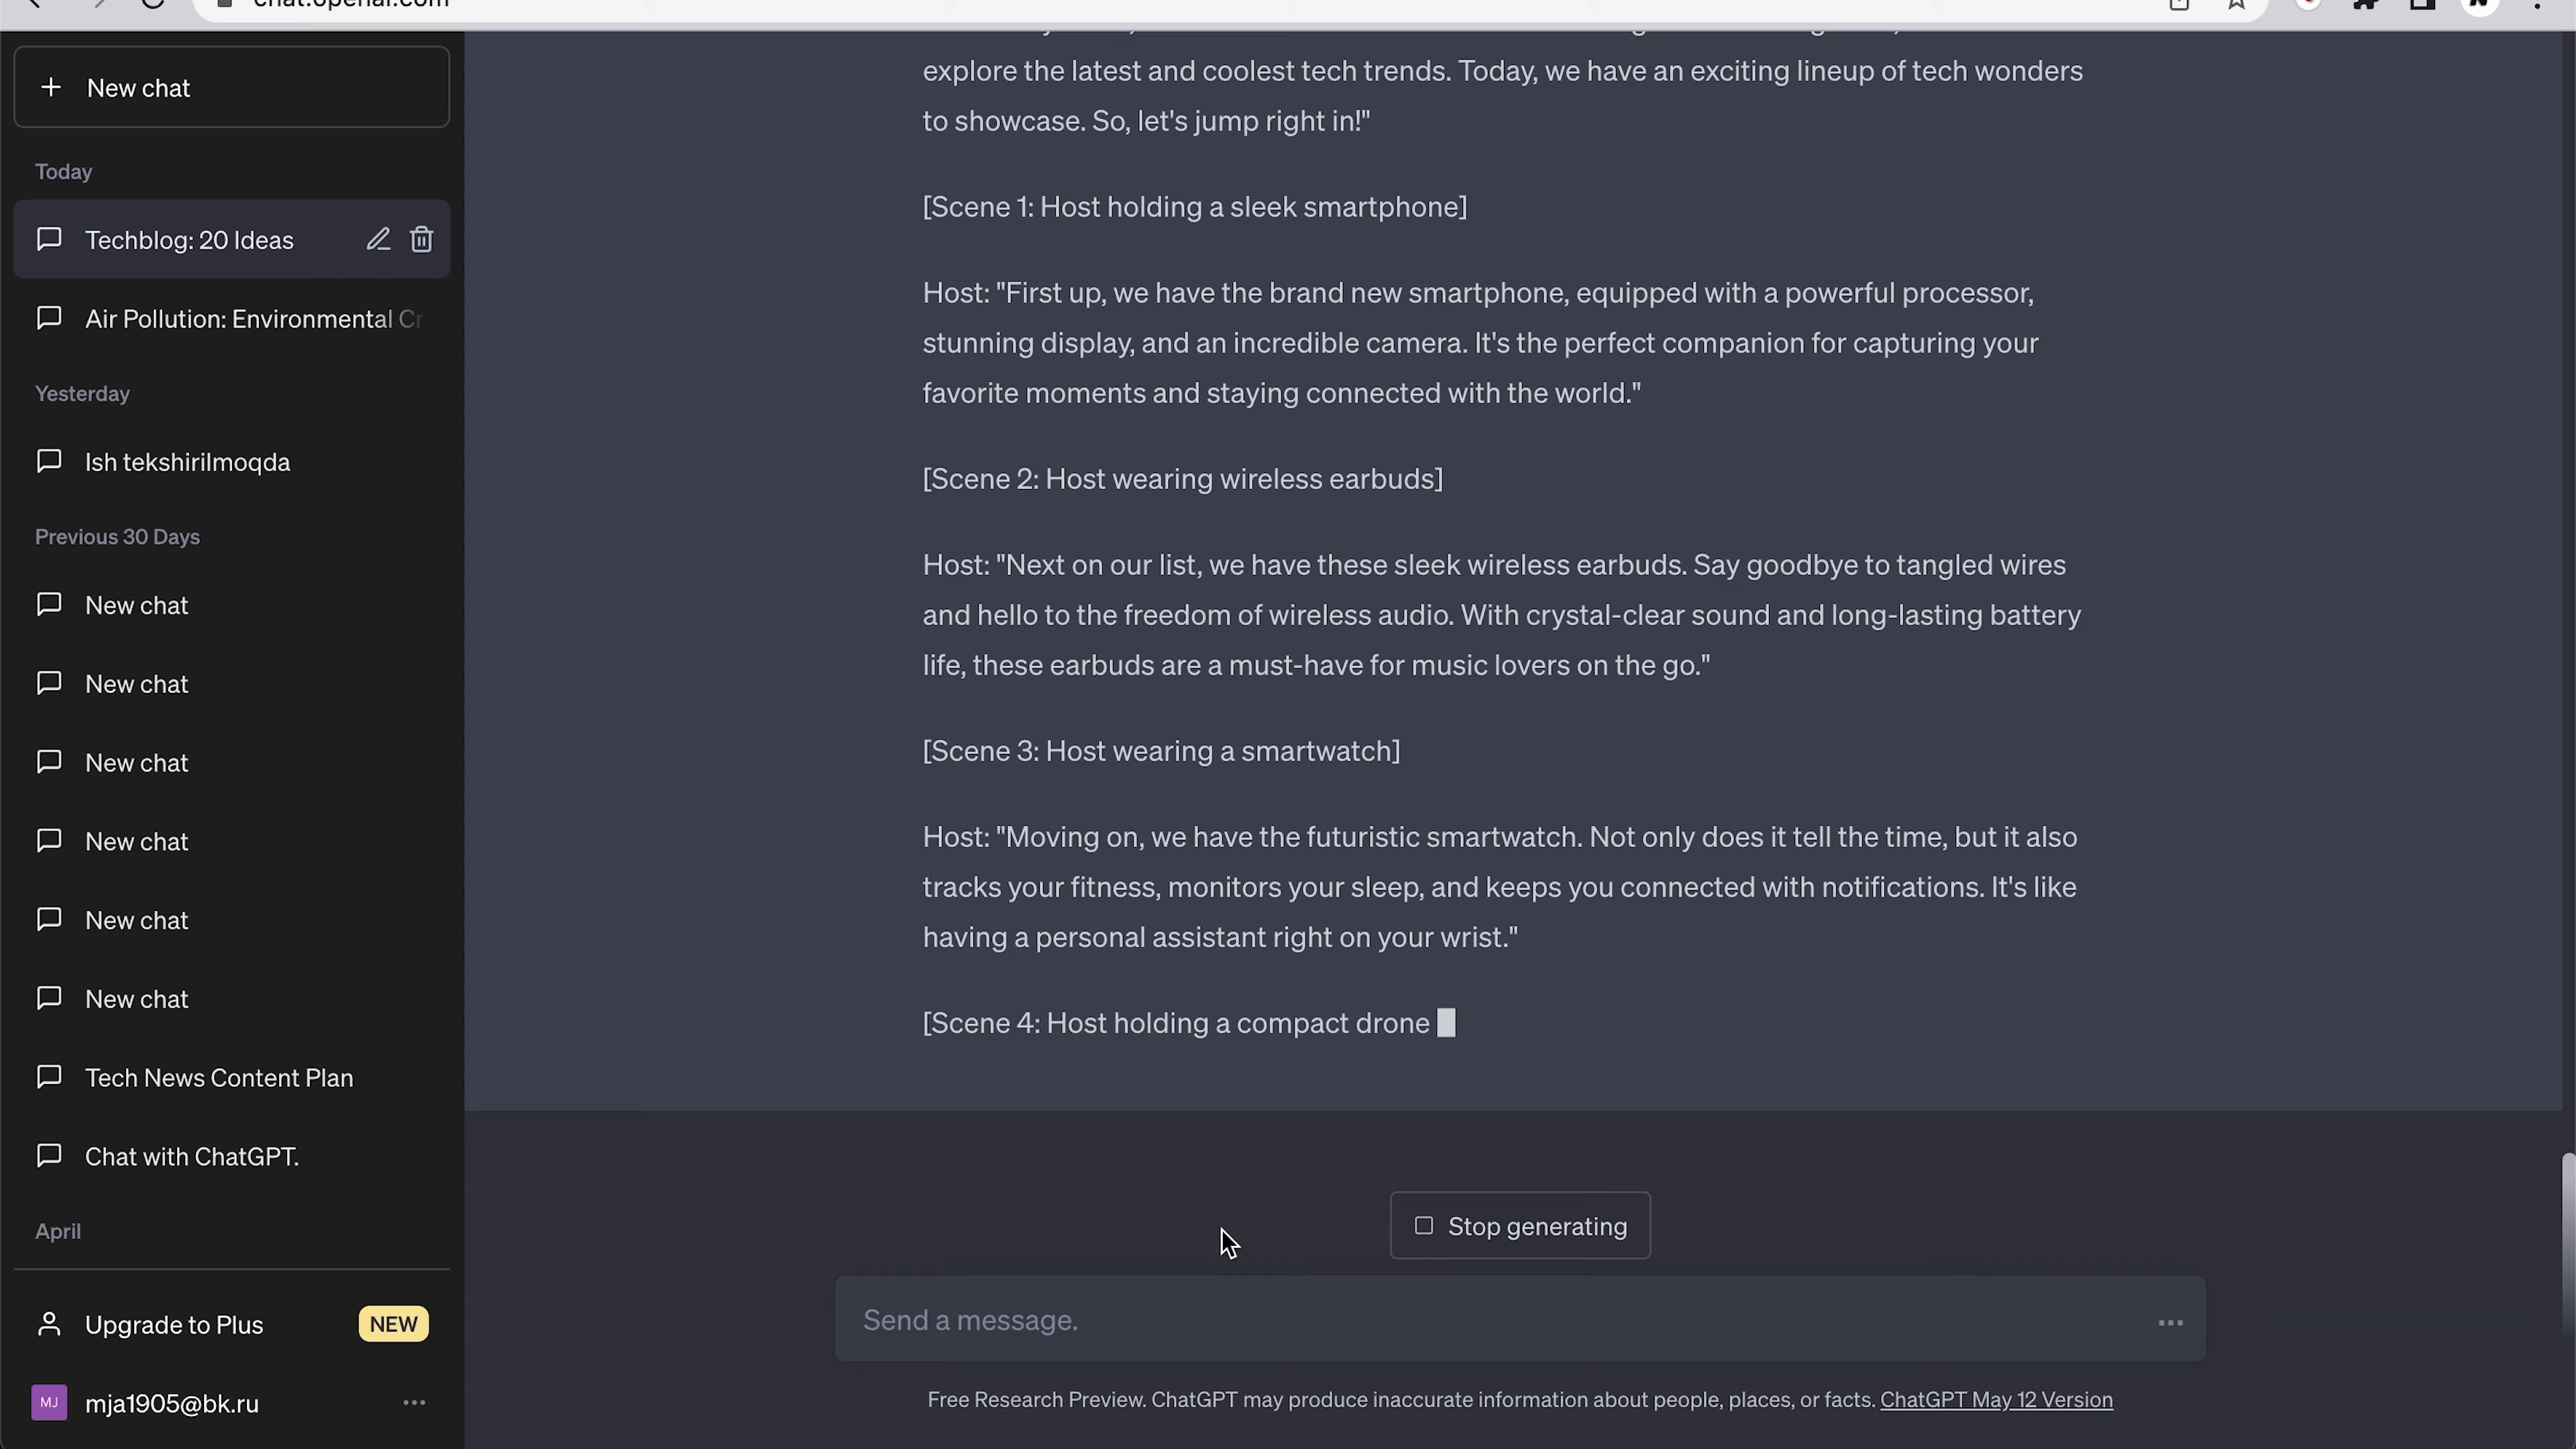 chat.openai.com
New chat
Today
Techblog: 20 Ideas
Air Pollution: Environmental Cr
Yesterday
Ish tekshirilmoqda
Previous 30 Days
New chat
New chat
New chat
New chat
New chat
New chat
Tech News Content Plan
Chat with ChatGPT.
April
Upgrade to Plus NEW
MJ mja1905@bk.ru
explore the latest and coolest tech trends. Today, we have an exciting lineup of tech wonders
to showcase. So, let's jump right in!"
[Scene 1: Host holding a sleek smartphone]
Host: "First up, we have the brand new smartphone, equipped with a powerful processor,
stunning display, and an incredible camera. It's the perfect companion for capturing your
favorite moments and staying connected with the world."
[Scene 2: Host wearing wireless earbuds]
Host: "Next on our list, we have these sleek wireless earbuds. Say goodbye to tangled wires
and hello to the freedom of wireless audio. With crystal-clear sound and long-lasting battery
life, these earbuds are a must-have for music lovers on the go."
[Scene 3: Host wearing a smartwatch]
Host: "Moving on, we have the futuristic smartwatch. Not only does it tell the time, but it also
tracks your fitness, monitors your sleep, and keeps you connected with notifications. It's like
having a personal assistant right on your wrist."
[Scene 4: Host holding a compact drone
Stop generating
Send a message.
Free Research Preview. ChatGPT may produce inaccurate information about people, places, or facts. ChatGPT May 12 Version